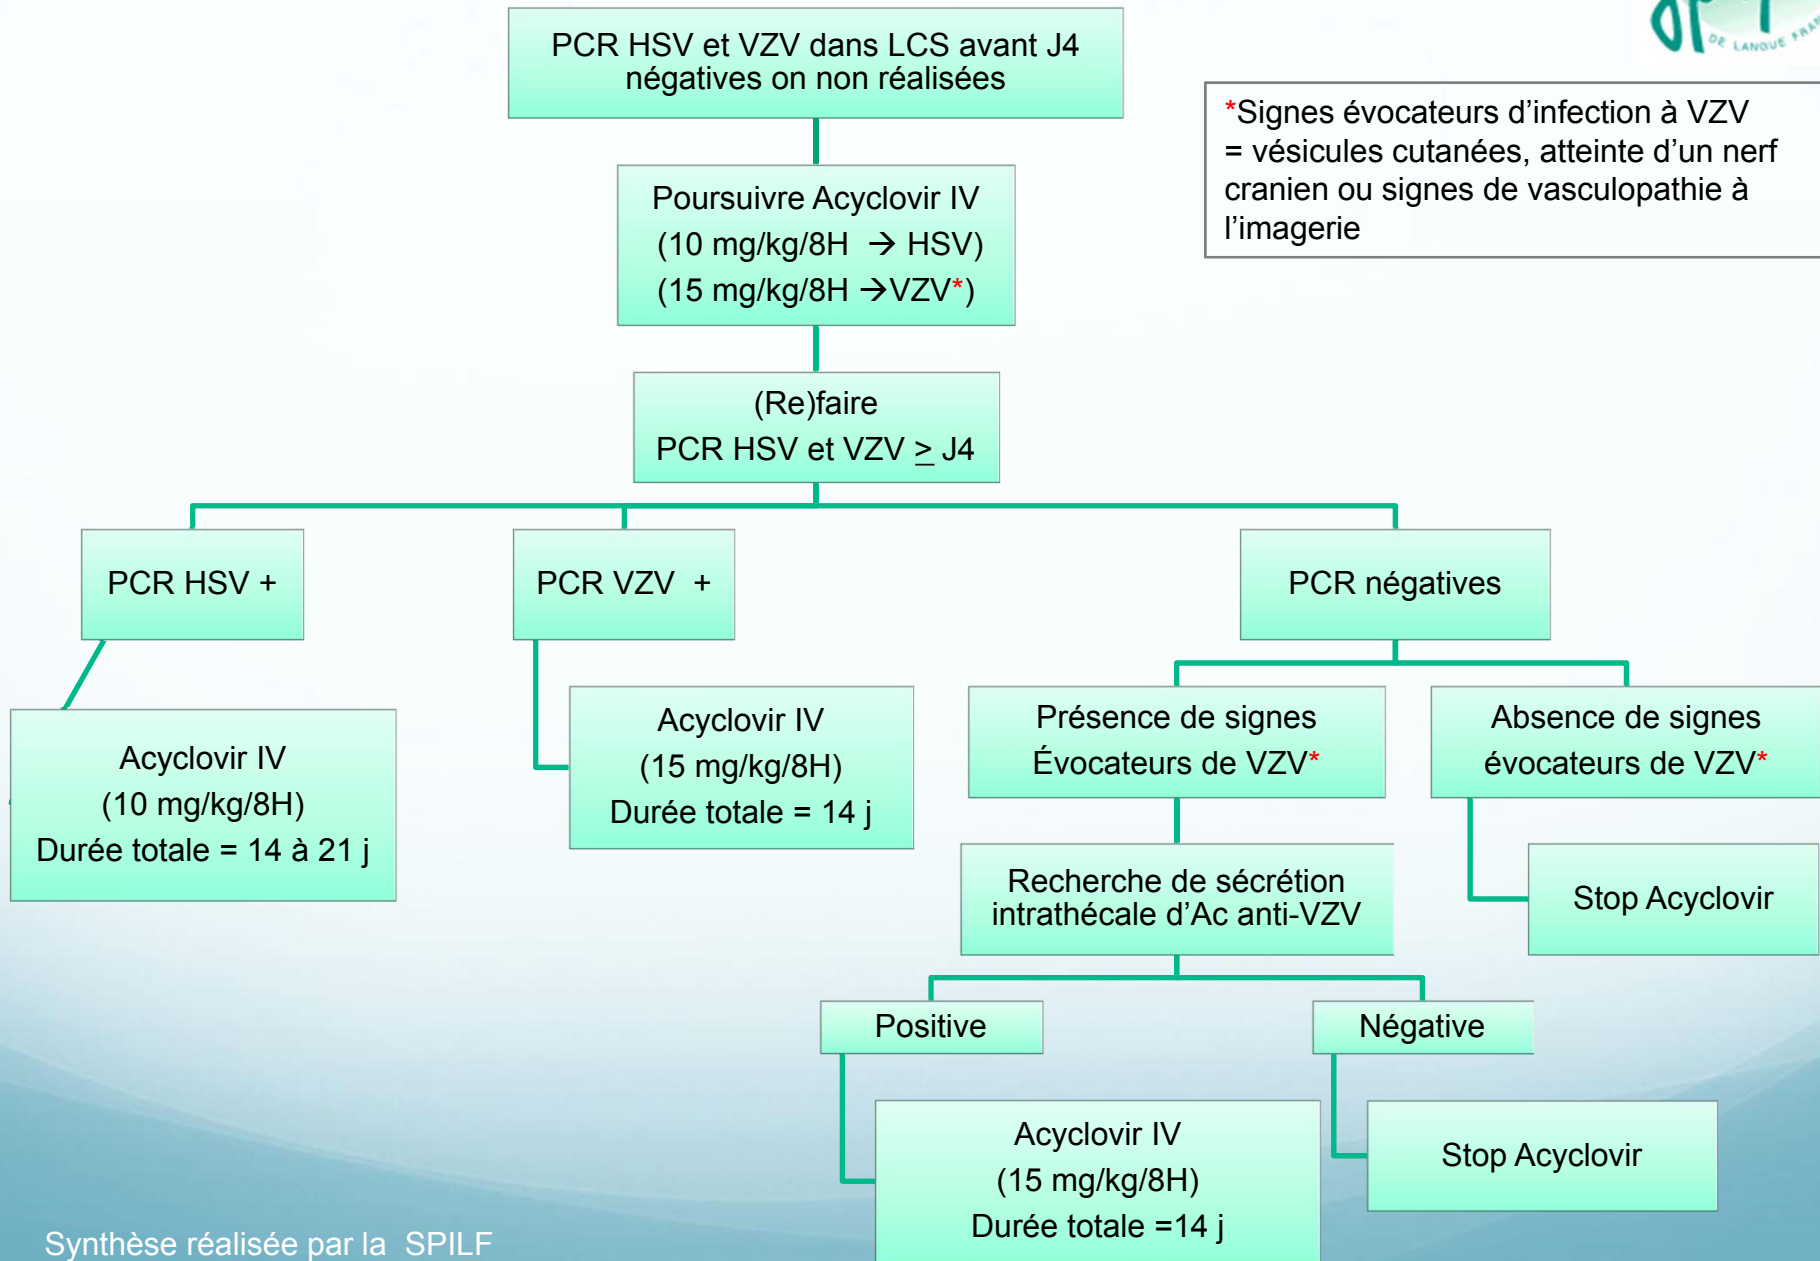 DE LANGUE FRAN
PCR HSV et VZV dans LCS avant J4
négatives on non réalisées
*Signes évocateurs d’infection à VZV
= vésicules cutanées, atteinte d’un nerf
cranien ou signes de vasculopathie à
l’imagerie
Poursuivre Acyclovir IV
(10 mg/kg/8H → HSV)
(15 mg/kg/8H →VZV*)
(Re)faire
PCR HSV et VZV ≥ J4
PCR HSV +
PCR VZV +
PCR négatives
Acyclovir IV
(10 mg/kg/8H)
Durée totale = 14 à 21 j
Acyclovir IV
(15 mg/kg/8H)
Durée totale = 14 j
Présence de signes
Évocateurs de VZV*
Absence de signes
évocateurs de VZV*
Recherche de sécrétion
intrathécale d’Ac anti-VZV
Stop Acyclovir
Positive
Négative
Acyclovir IV
(15 mg/kg/8H)
Durée totale =14 j
Stop Acyclovir
Synthèse réalisée par la SPILF